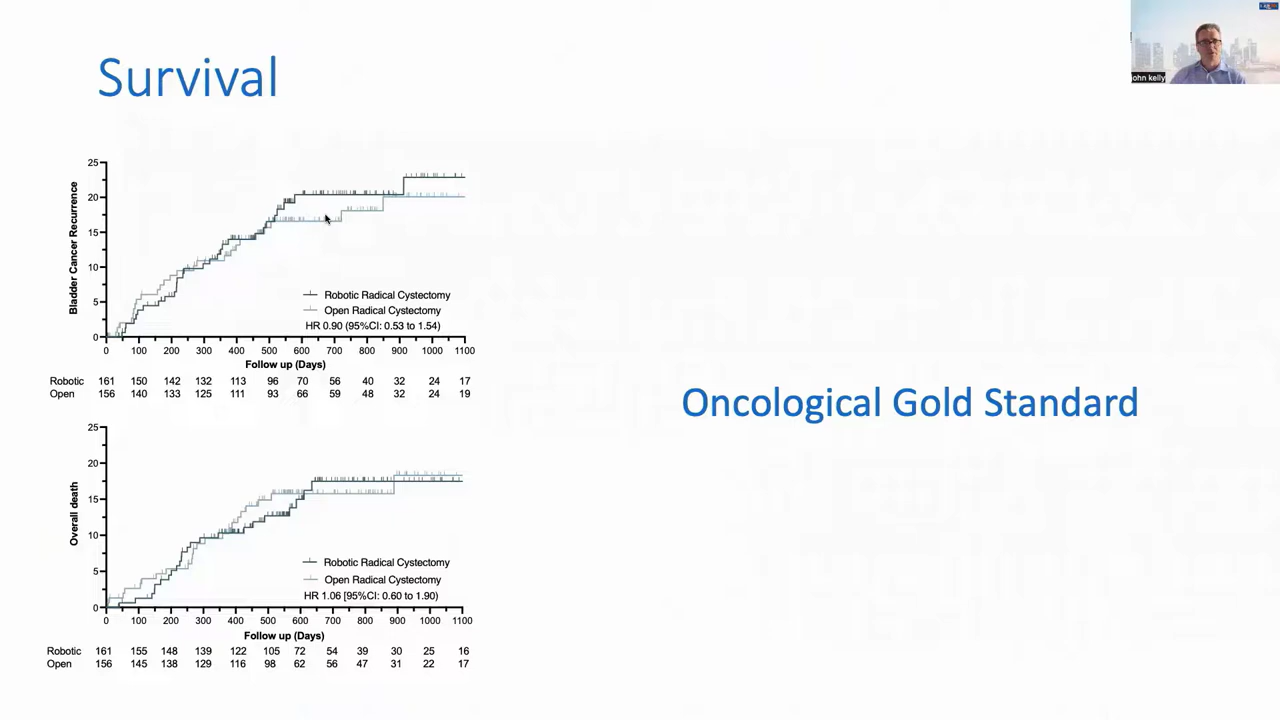 Survival
john kelly
25
20
15
10
5
0
Bladder Cancer Recurrence
Robotic Radical Cystectomy
Open Radical Cystectomy
HR 0.90 (95%CI: 0.53 to 1.54)
0 100 200 300 400 500 600 700 800 900 1000 1100
Follow up (Days)
Robotic 161 150 142 132 113 96 70 56 40 32 24 17
Open 156 140 133 125 111 93 66 59 48 32 24 19
Oncological Gold Standard
25
20
15
10
5
0
Overall death
Robotic Radical Cystectomy
Open Radical Cystectomy
HR 1.06 [95%CI: 0.60 to 1.90)
0 100 200 300 400 500 600 700 800 900 1000 1100
Follow up (Days)
Robotic 161 155 148 139 122 105 72 54 39 30 25 16
Open 156 145 138 129 116 98 62 56 47 31 22 17